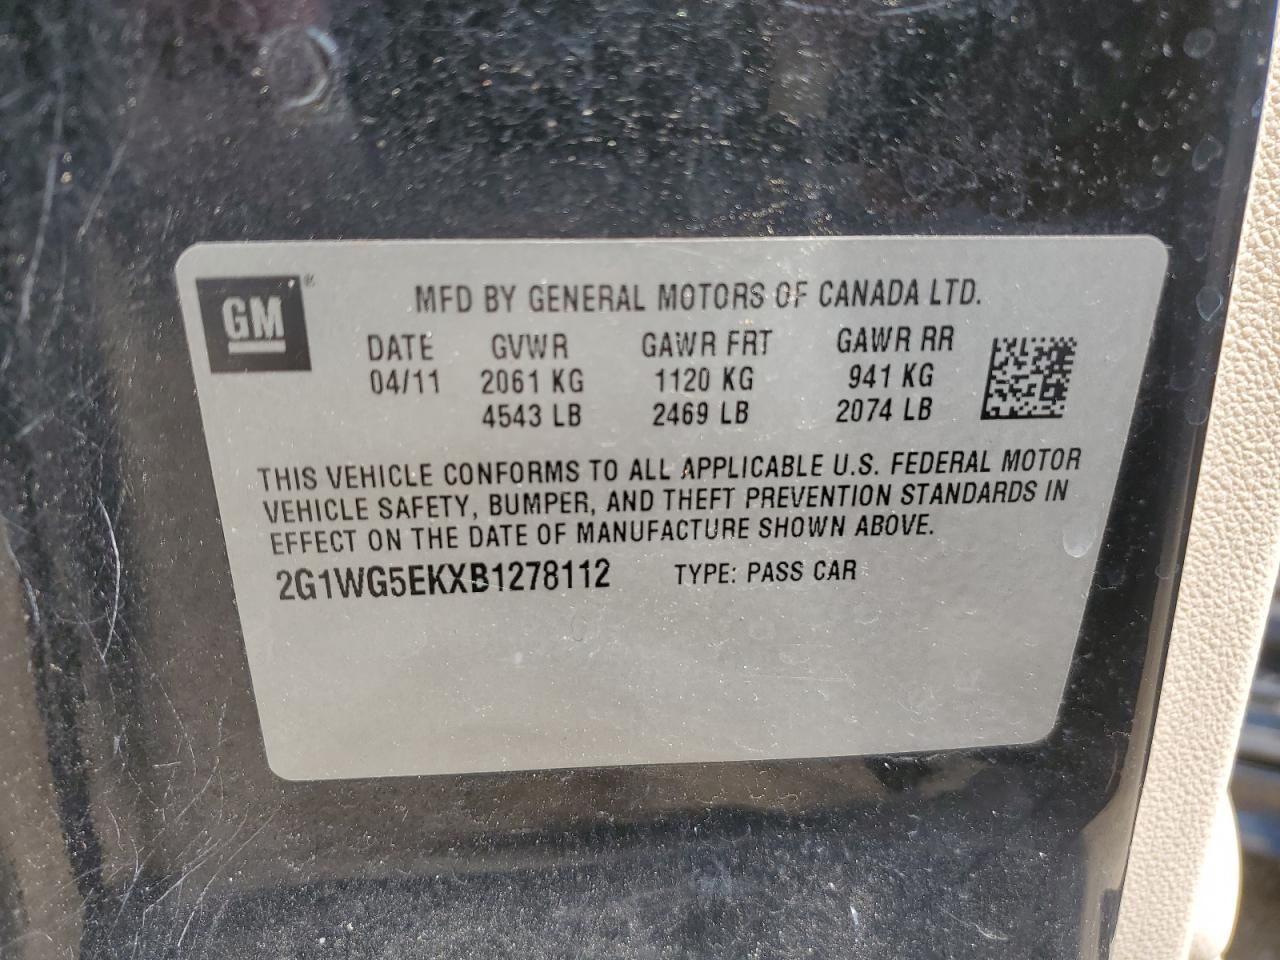 GM ®
MFD BY GENERAL MOTORS OF CANADA LTD.
DATE GVWR GAWR FRT GAWR RR
04/11 2061 KG 1120 KG 941 KG
4543 LB 2469 LB 2074 LB
THIS VEHICLE CONFORMS TO ALL APPLICABLE U.S. FEDERAL MOTOR
VEHICLE SAFETY, BUMPER, AND THEFT PREVENTION STANDARDS IN
EFFECT ON THE DATE OF MANUFACTURE SHOWN ABOVE.
2G1WG5EKXB1278112 TYPE: PASS CAR